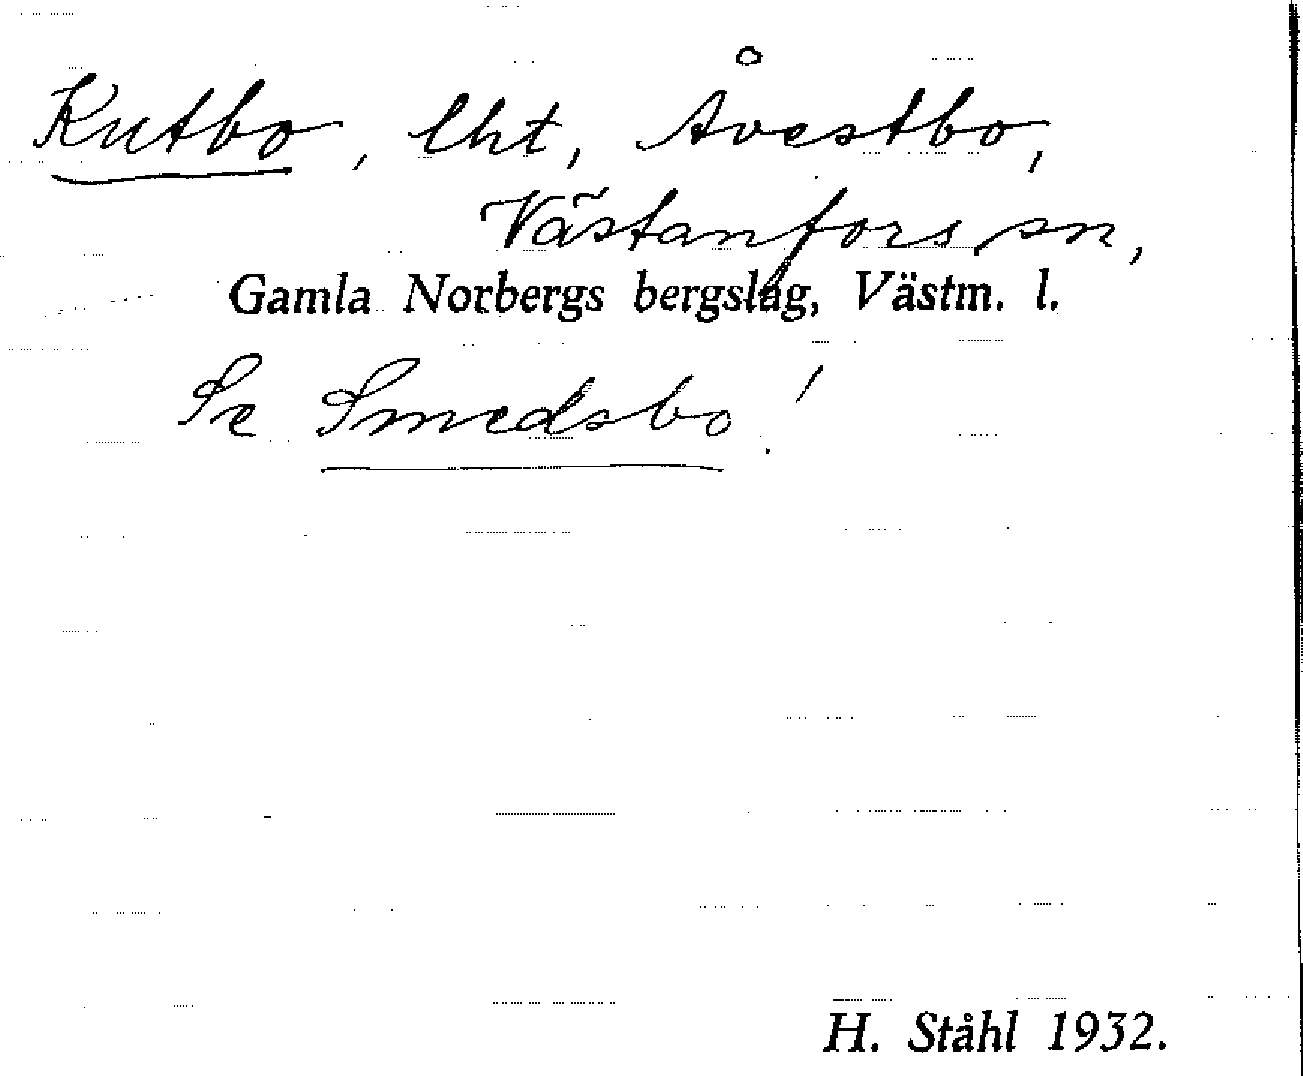 Kutbo, lht, Åvestbo,
Västanfors sn,
Gamla Norbergs bergslag, Västm. l.
Se Smedsbo!
H. Ståhl 1932.